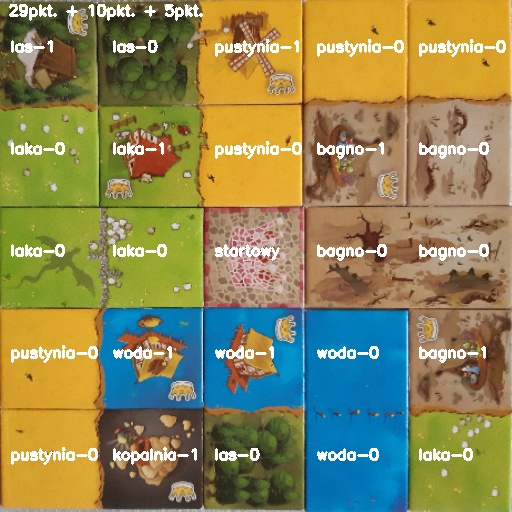 29pkt. + 10pkt. + 5pkt.
las-1 las-0 pustynia-1 pustynia-0 pustynia-0
laka-0 laka-1 pustynia-0 bagno-1 bagno-0
laka-0 laka-0 startowy bagno-0 bagno-0
pustynia-0 woda-1 woda-1 woda-0 bagno-1
pustynia-0 kopalnia-1 las-0 woda-0 laka-0